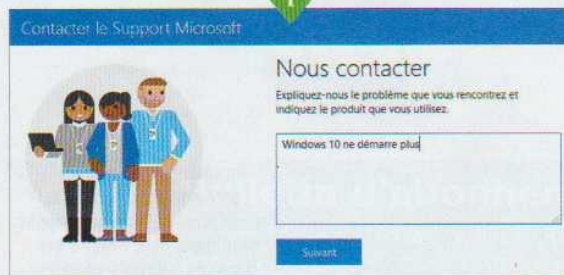 Contacter le Support Microsoft
Nous contacter
Expliquez-nous le problème que vous rencontrez et
indiquez le produit que vous utilisez.
Windows 10 ne démarre plus
Suivant